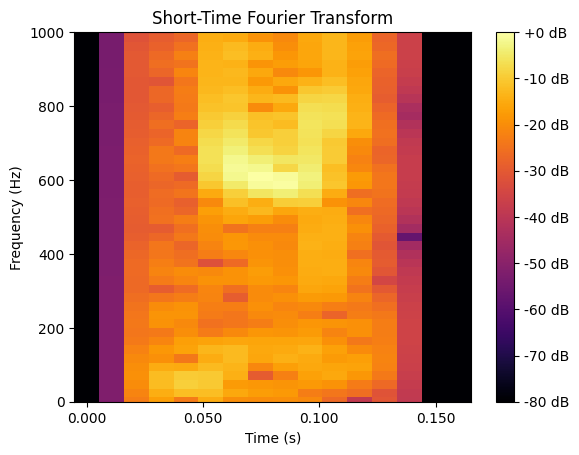 Short-Time Fourier Transform
1000
800
600
400
200
0
Frequency (Hz)
0.000
0.050
0.100
0.150
Time (s)
+0 dB
-10 dB
-20 dB
-30 dB
-40 dB
-50 dB
-60 dB
-70 dB
-80 dB